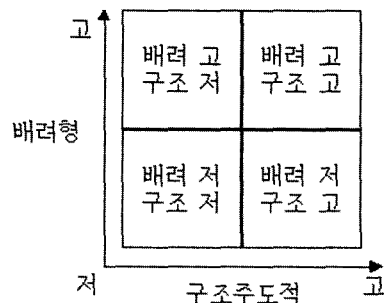 고
배려 고
구조 저
배려 고
구조 고
배려형
배려 저
구조 저
배려 저
구조 고
저
구조주도적
고